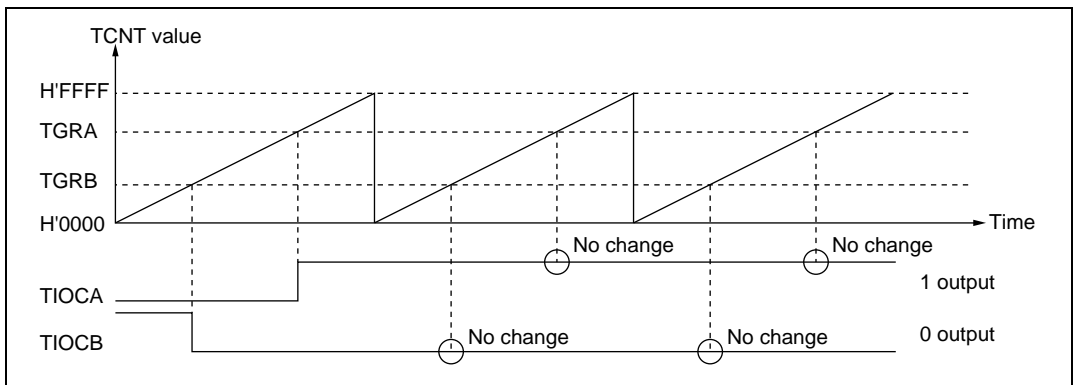 TCNT value
H'FFFF
TGRA
TGRB
H'0000
Time
No change No change
TIOCA 1 output
No change No change
TIOCB 0 output